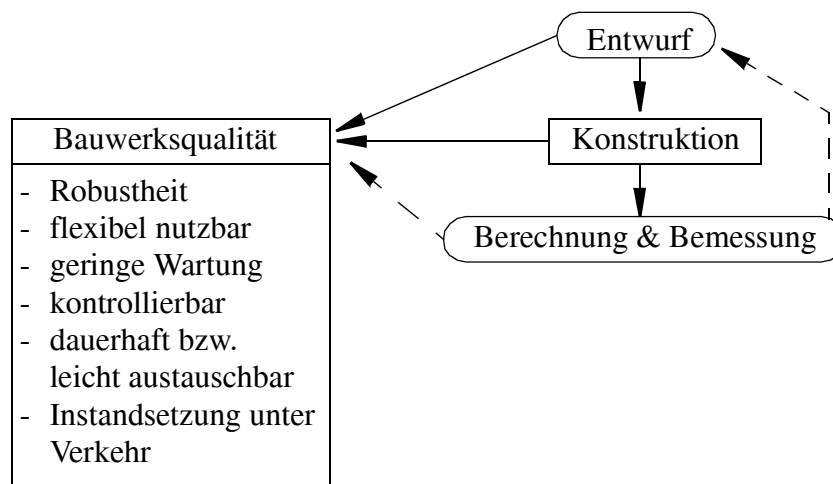 Entwurf
Bauwerksqualität
Konstruktion
- Robustheit
- flexibel nutzbar
- geringe Wartung
- kontrollierbar
- dauerhaft bzw.
leicht austauschbar
- Instandsetzung unter
Verkehr
Berechnung & Bemessung